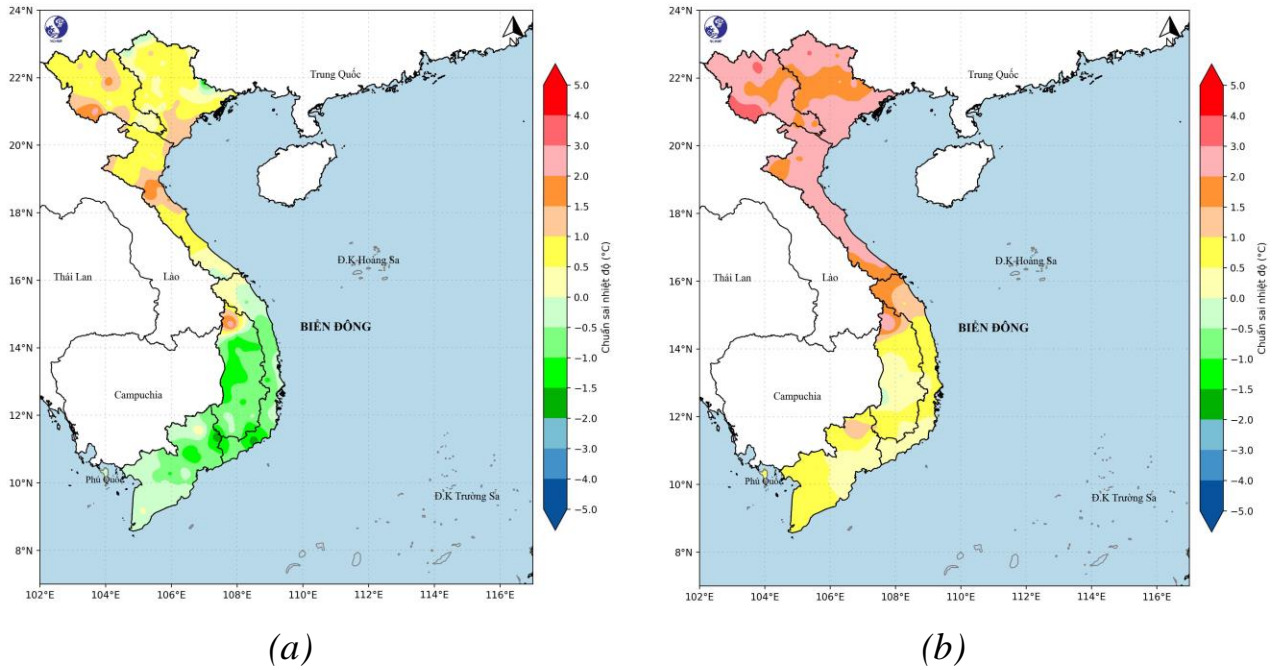 24°N
22°N
20°N
18°N
16°N
14°N
12°N
10°N
8°N
102°E
104°E
106°E
108°E
110°E
112°E
114°E
116°E
N
Trung Quốc
Đ.K Hoàng Sa
Thái Lan
Lào
BIỂN ĐÔNG
Campuchia
Phú Quốc
Đ.K Trường Sa
5.0
4.0
3.0
2.0
1.5
1.0
0.5
0.0
−0.5
−1.0
−1.5
−2.0
−3.0
−4.0
−5.0
Chuẩn sai nhiệt độ (°C)
(a)
24°N
22°N
20°N
18°N
16°N
14°N
12°N
10°N
8°N
102°E
104°E
106°E
108°E
110°E
112°E
114°E
116°E
N
Trung Quốc
Đ.K Hoàng Sa
Thái Lan
Lào
BIỂN ĐÔNG
Campuchia
Phú Quốc
Đ.K Trường Sa
5.0
4.0
3.0
2.0
1.5
1.0
0.5
0.0
−0.5
−1.0
−1.5
−2.0
−3.0
−4.0
−5.0
Chuẩn sai nhiệt độ (°C)
(b)